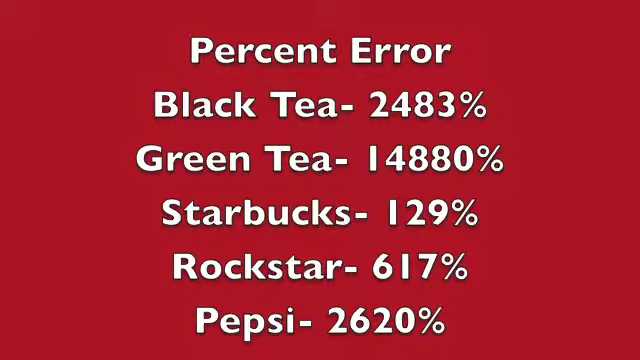 Percent Error
Black Tea- 2483%
Green Tea- 14880%
Starbucks- 129%
Rockstar- 617%
Pepsi- 2620%